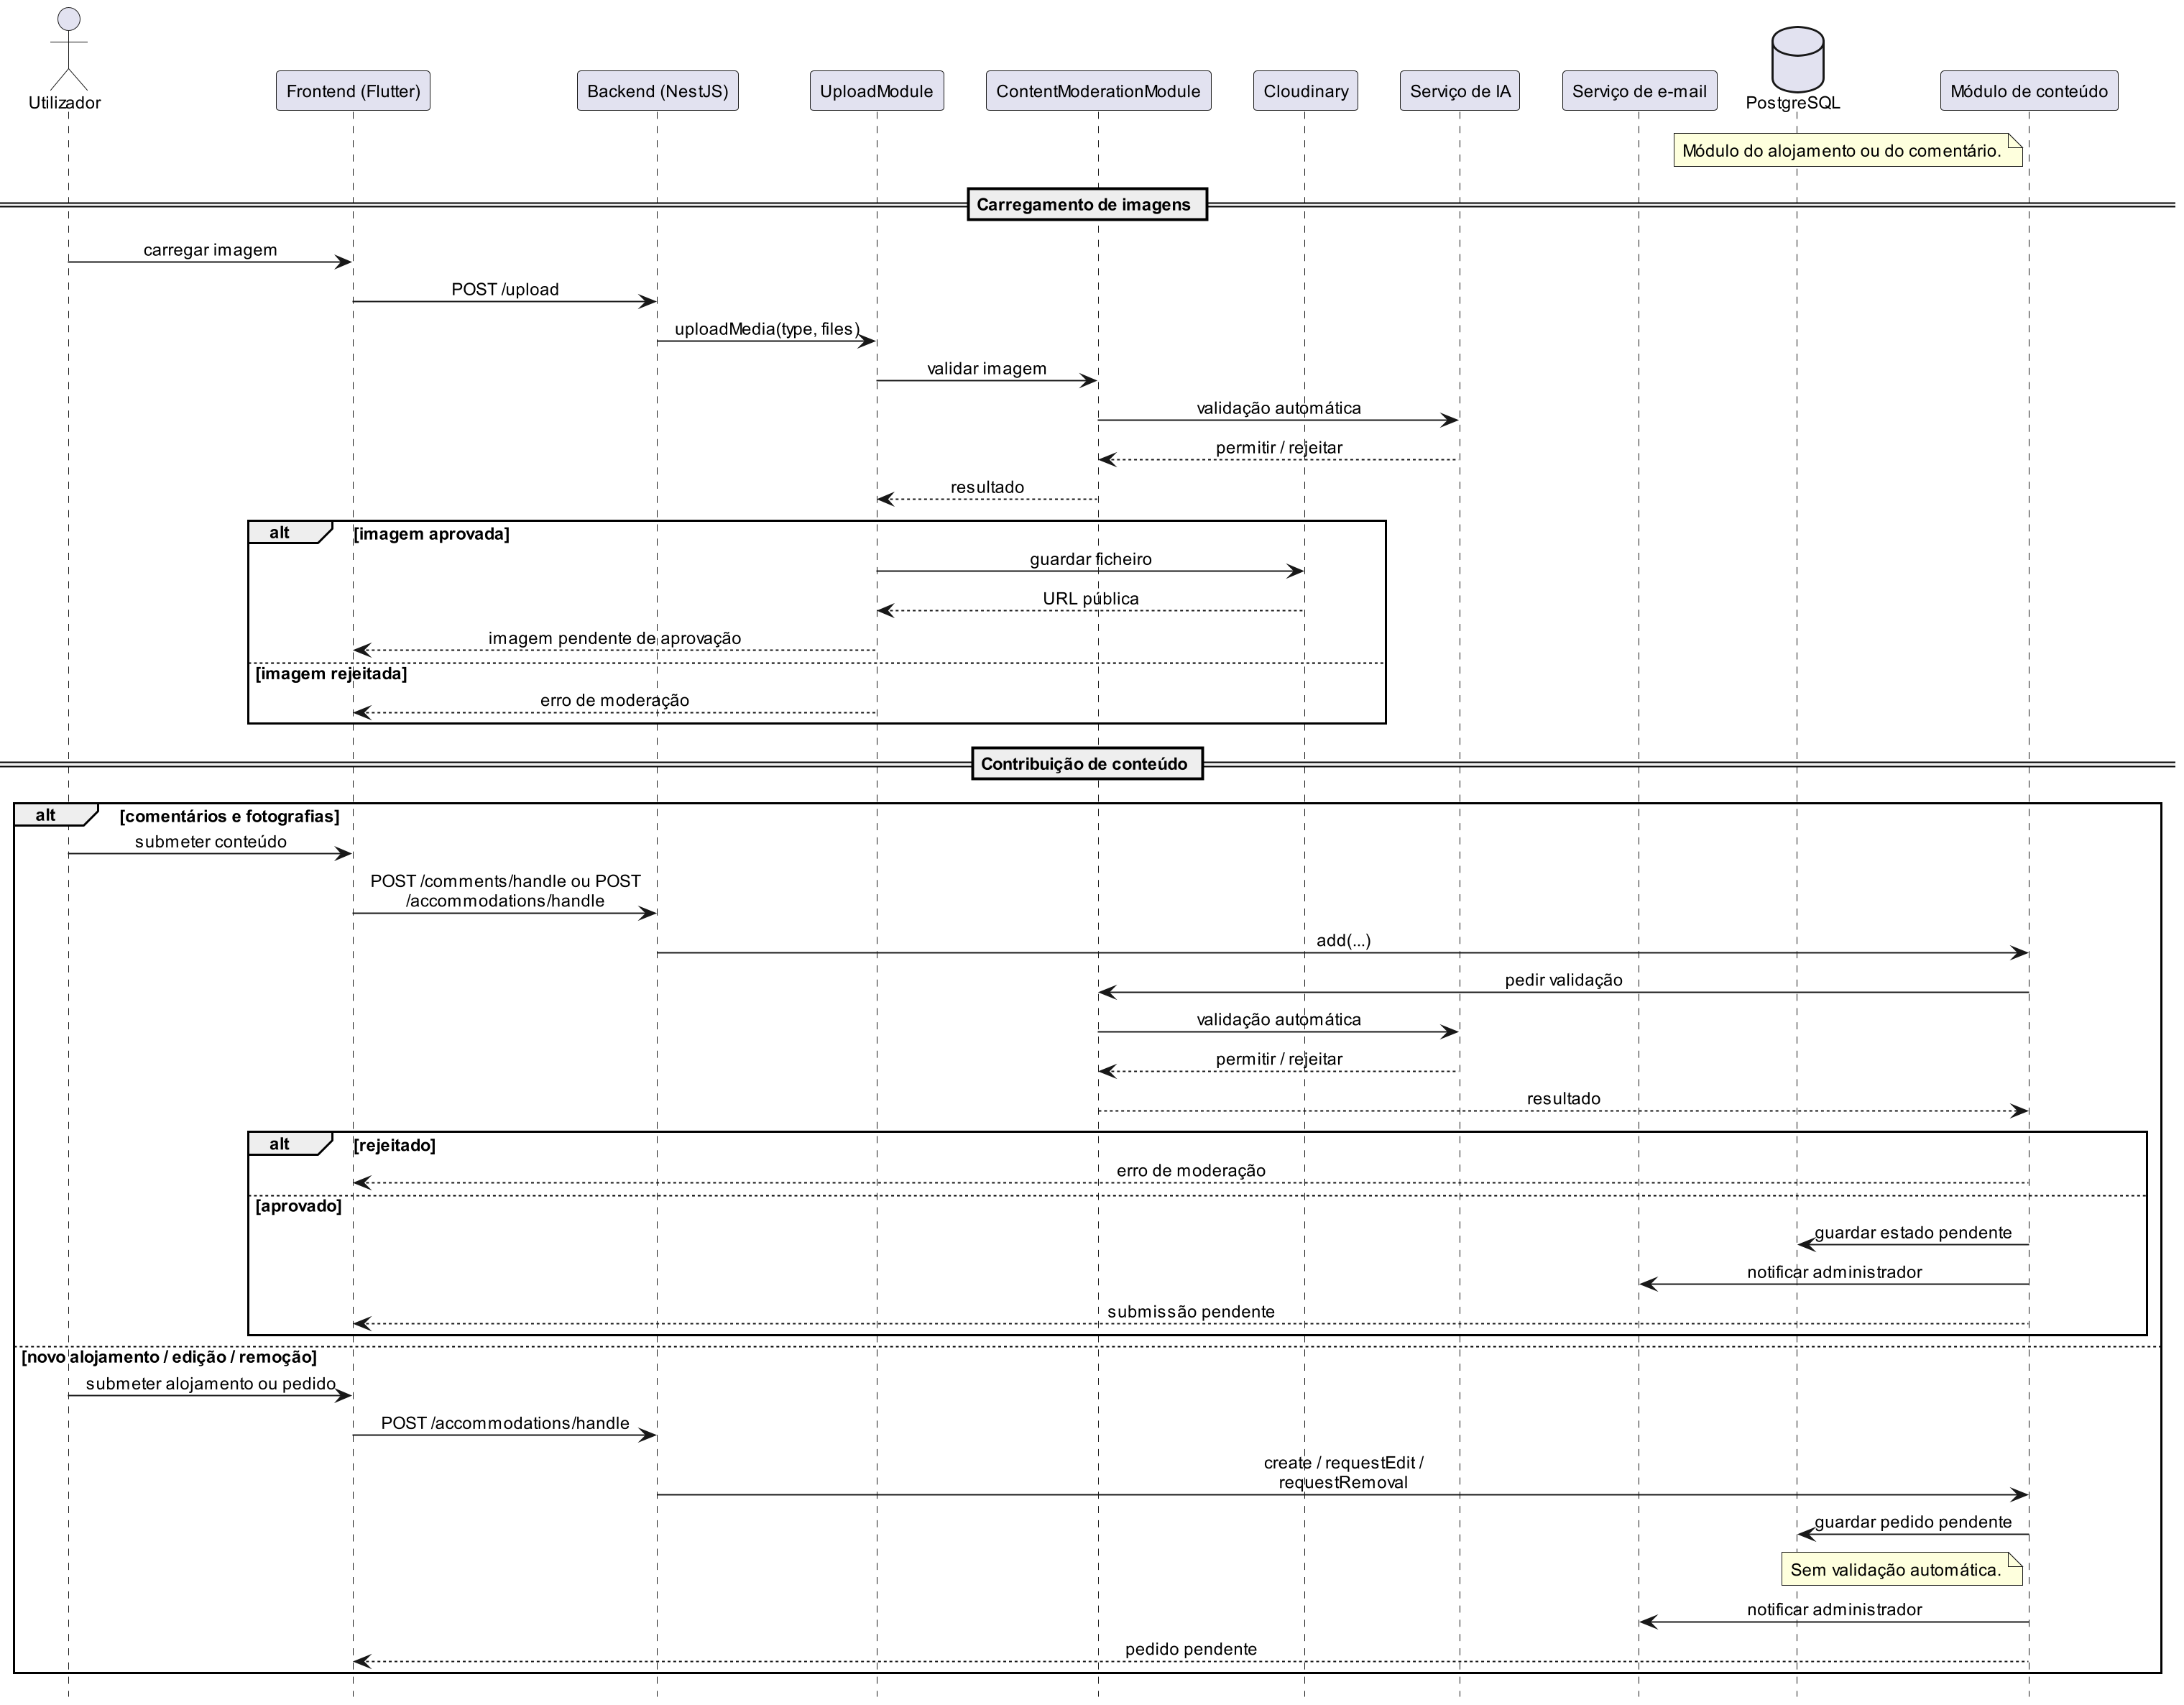 Utilizador
Frontend (Flutter)
Backend (NestJS)
UploadModule
ContentModerationModule
Cloudinary
Serviço de IA
Serviço de e-mail
PostgreSQL
Módulo de conteúdo
Módulo do alojamento ou do comentário.
Carregamento de imagens
carregar imagem
POST /upload
uploadMedia(type, files)
validar imagem
validação automática
permitir / rejeitar
resultado
alt
[imagem aprovada]
guardar ficheiro
URL pública
imagem pendente de aprovação
[imagem rejeitada]
erro de moderação
Contribuição de conteúdo
alt
[comentários e fotografias]
submeter conteúdo
POST /comments/handle ou POST
/accommodations/handle
add(...)
pedir validação
validação automática
permitir / rejeitar
resultado
alt
[rejeitado]
erro de moderação
[aprovado]
guardar estado pendente
notificar administrador
submissão pendente
[novo alojamento / edição / remoção]
submeter alojamento ou pedido
POST /accommodations/handle
create / requestEdit /
requestRemoval
guardar pedido pendente
Sem validação automática.
notificar administrador
pedido pendente